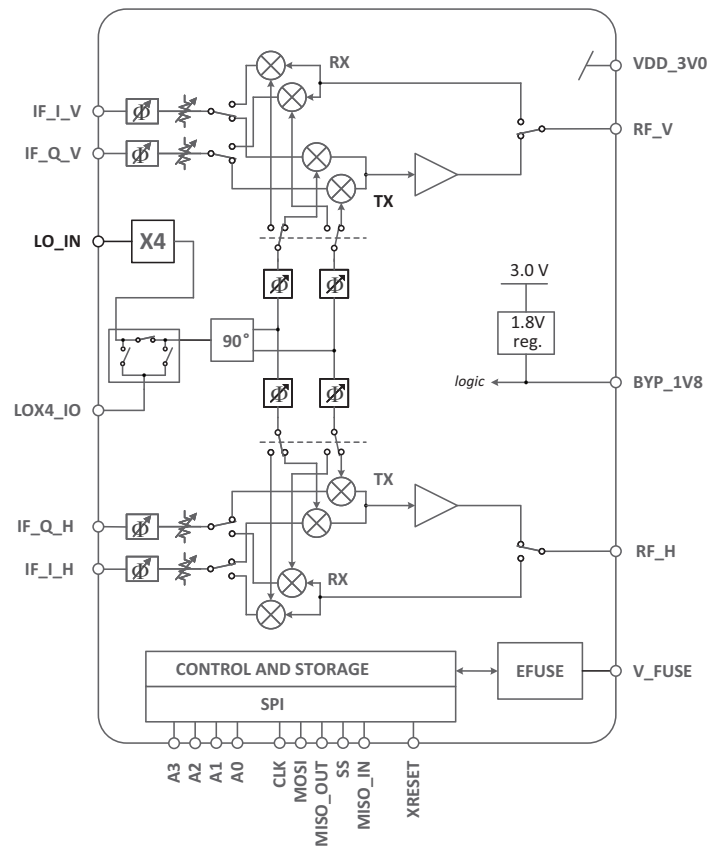 RX
VDD_3V0
IF_I_V
RF_V
IF_Q_V
Φ
Φ
TX
LO_IN
X4
3.0 V
Φ
Φ
1.8V
reg.
90°
logic
BYP_1V8
Φ
Φ
LOX4_IO
TX
IF_Q_H
Φ
RF_H
IF_I_H
Φ
RX
CONTROL AND STORAGE
EFUSE
V_FUSE
SPI
A3
A2
A1
A0
CLK
MOSI
MISO_OUT
SS
MISO_IN
XRESET